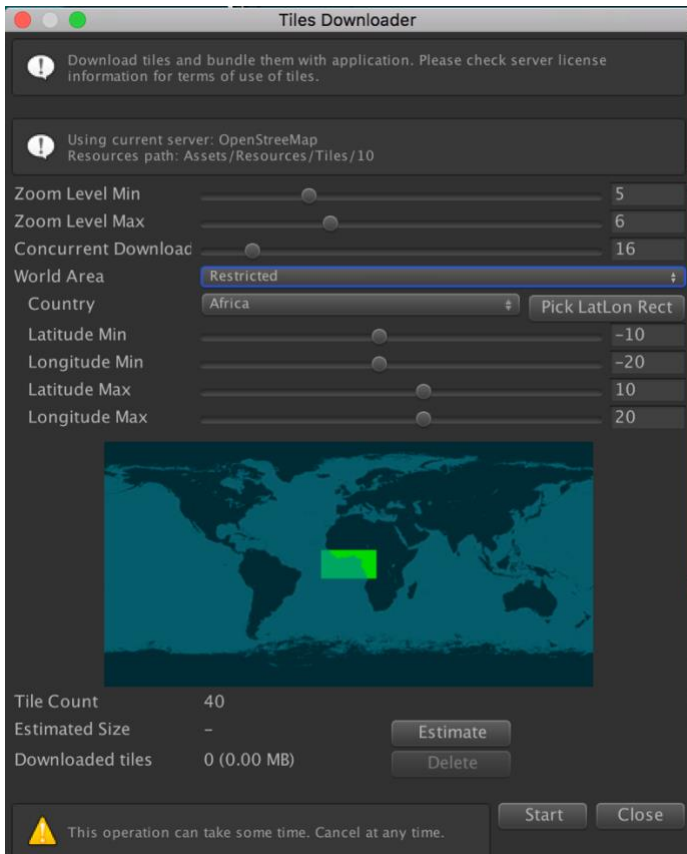 Tiles Downloader
Download tiles and bundle them with application. Please check server license
information for terms of use of tiles.
Using current server: OpenStreeMap
Resources path: Assets/Resources/Tiles/10
Zoom Level Min 5
Zoom Level Max 6
Concurrent Download 16
World Area Restricted
Country Africa Pick LatLon Rect
Latitude Min -10
Longitude Min -20
Latitude Max 10
Longitude Max 20
Tile Count 40
Estimated Size - Estimate
Downloaded tiles 0 (0.00 MB) Delete
Start Close
This operation can take some time. Cancel at any time.